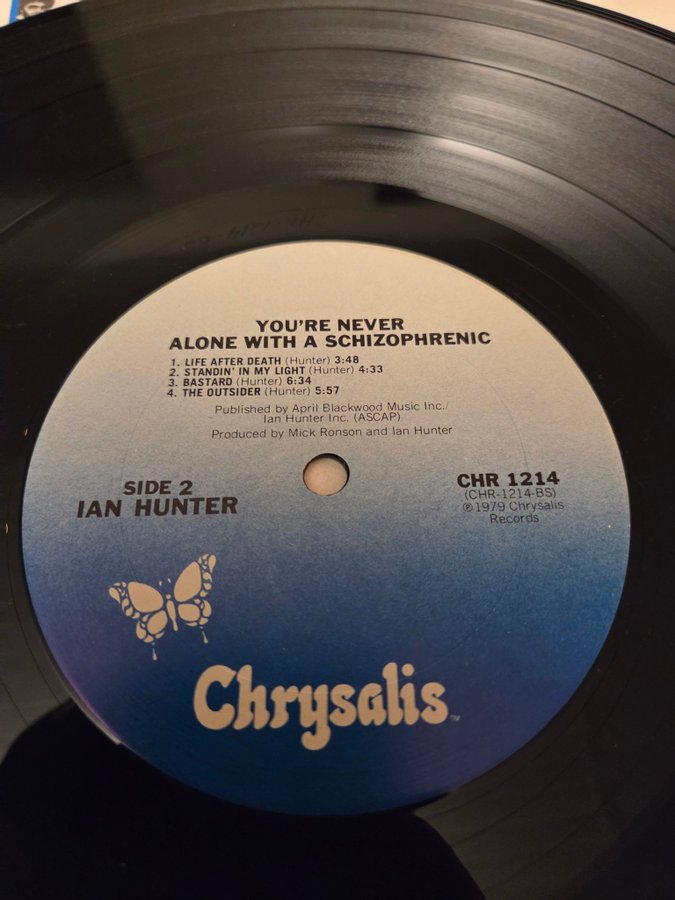 YOU'RE NEVER
ALONE WITH A SCHIZOPHRENIC
1. LIFE AFTER DEATH (Hunter) 3:48
2. STANDIN' IN MY LIGHT (Hunter) 4:33
3. BASTARD (Hunter) 6:34
4. THE OUTSIDER (Hunter) 5:57
Published by April Blackwood Music Inc./
Ian Hunter Inc. (ASCAP)
Produced by Mick Ronson and Ian Hunter
SIDE 2
IAN HUNTER
CHR 1214
(CHR-1214-BS)
℗1979 Chrysalis
Records
Chrysalis™